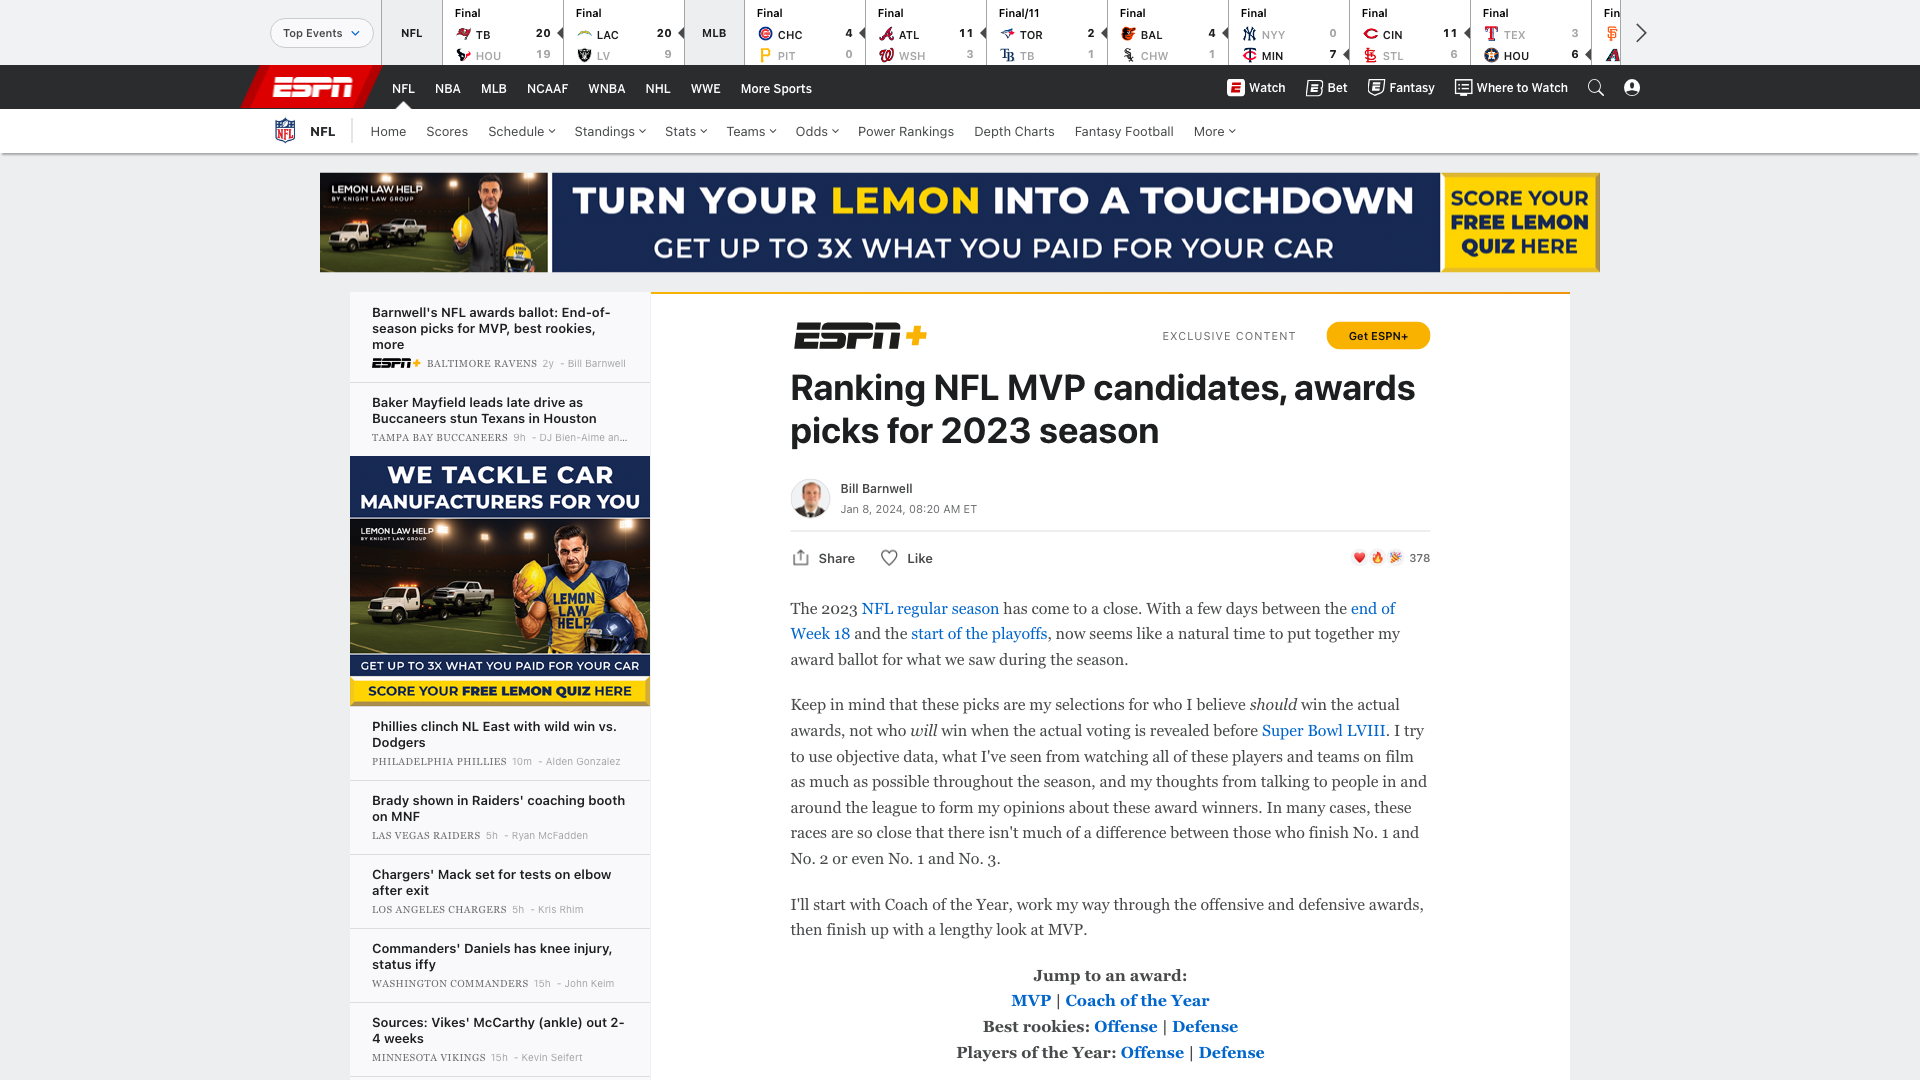 Top Events
NFL
Final
TB 20
HOU 19
Final
LAC 20
LV 9
MLB
Final
CHC 4
PIT 0
Final
ATL 11
WSH 3
Final/11
TOR 2
TB 1
Final
BAL 4
CHW 1
Final
NYY 0
MIN 7
Final
CIN 11
STL 6
Final
TEX 3
HOU 6
Fin
ESPN
NFL NBA MLB NCAAF WNBA NHL WWE More Sports
Watch Bet Fantasy Where to Watch
NFL Home Scores Schedule Standings Stats Teams Odds Power Rankings Depth Charts Fantasy Football More
LEMON LAW HELP
BY KNIGHT LAW GROUP
TURN YOUR LEMON INTO A TOUCHDOWN
GET UP TO 3X WHAT YOU PAID FOR YOUR CAR
SCORE YOUR
FREE LEMON
QUIZ HERE
Barnwell's NFL awards ballot: End-of-
season picks for MVP, best rookies,
more
ESPN+ BALTIMORE RAVENS 2y - Bill Barnwell
Baker Mayfield leads late drive as
Buccaneers stun Texans in Houston
TAMPA BAY BUCCANEERS 9h - DJ Bien-Aime an...
WE TACKLE CAR
MANUFACTURERS FOR YOU
LEMON LAW HELP
BY KNIGHT LAW GROUP
LEMON
LAW
HELP
GET UP TO 3X WHAT YOU PAID FOR YOUR CAR
SCORE YOUR FREE LEMON QUIZ HERE
Phillies clinch NL East with wild win vs.
Dodgers
PHILADELPHIA PHILLIES 10m - Alden Gonzalez
Brady shown in Raiders' coaching booth
on MNF
LAS VEGAS RAIDERS 5h - Ryan McFadden
Chargers' Mack set for tests on elbow
after exit
LOS ANGELES CHARGERS 5h - Kris Rhim
Commanders' Daniels has knee injury,
status iffy
WASHINGTON COMMANDERS 15h - John Keim
Sources: Vikes' McCarthy (ankle) out 2-
4 weeks
MINNESOTA VIKINGS 15h - Kevin Seifert
ESPN+
EXCLUSIVE CONTENT
Get ESPN+
Ranking NFL MVP candidates, awards
picks for 2023 season
Bill Barnwell
Jan 8, 2024, 08:20 AM ET
Share Like 378
The 2023 NFL regular season has come to a close. With a few days between the end of
Week 18 and the start of the playoffs, now seems like a natural time to put together my
award ballot for what we saw during the season.
Keep in mind that these picks are my selections for who I believe should win the actual
awards, not who will win when the actual voting is revealed before Super Bowl LVIII. I try
to use objective data, what I've seen from watching all of these players and teams on film
as much as possible throughout the season, and my thoughts from talking to people in and
around the league to form my opinions about these award winners. In many cases, these
races are so close that there isn't much of a difference between those who finish No. 1 and
No. 2 or even No. 1 and No. 3.
I'll start with Coach of the Year, work my way through the offensive and defensive awards,
then finish up with a lengthy look at MVP.
Jump to an award:
MVP | Coach of the Year
Best rookies: Offense | Defense
Players of the Year: Offense | Defense